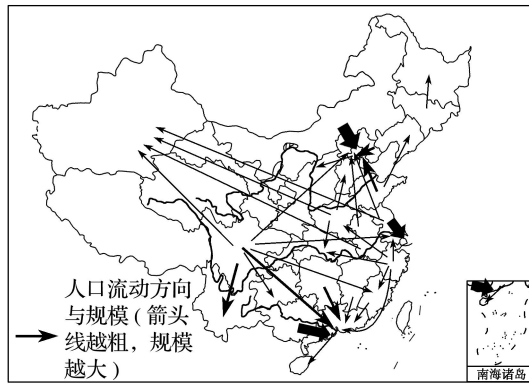 人口流动方向
与规模(箭头
线越粗，规模
越大)
南海诸岛